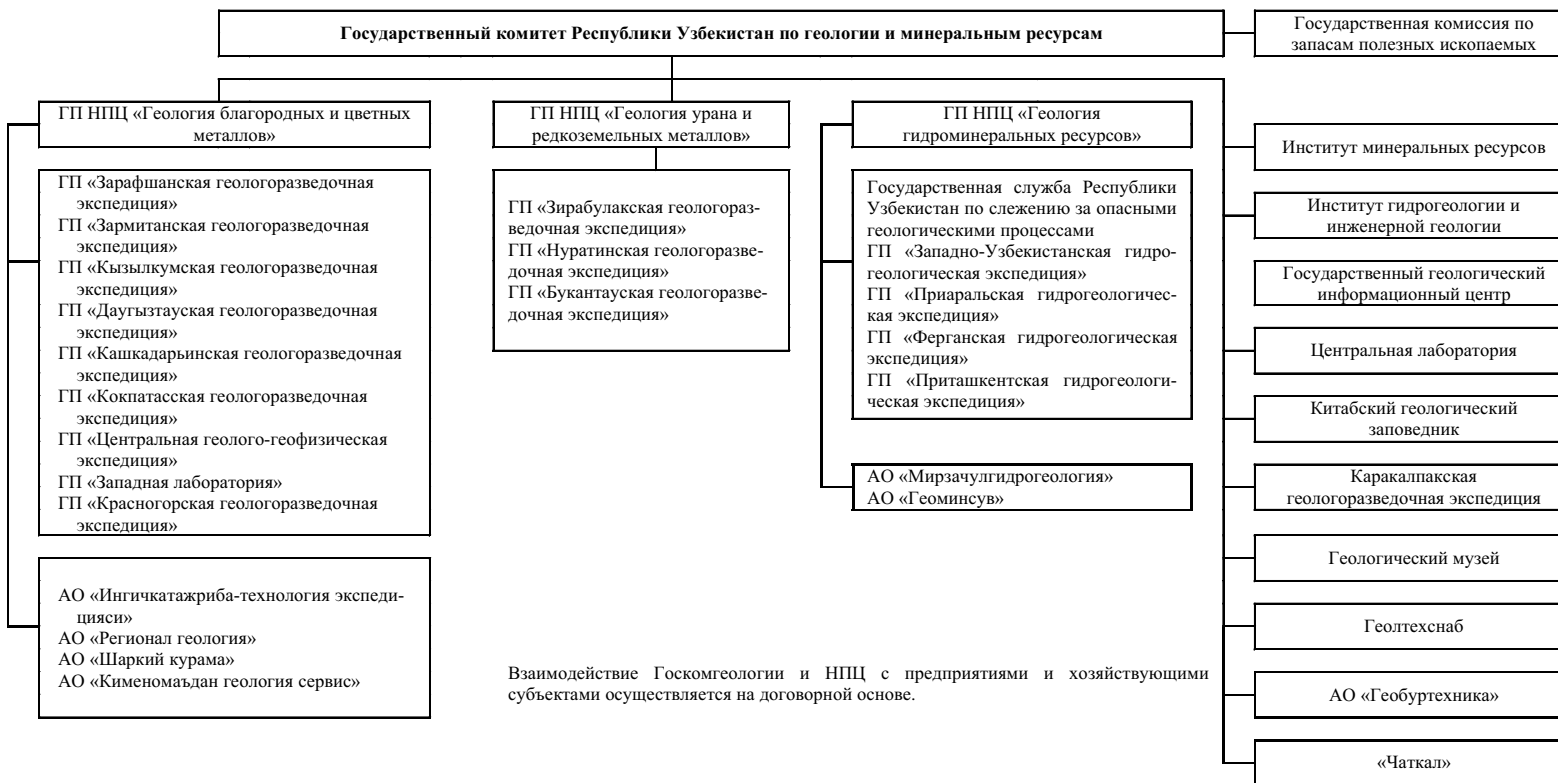 Государственный комитет Республики Узбекистан по геологии и минеральным ресурсам
Государственная комиссия по
запасам полезных ископаемых
ГП НПЦ «Геология благородных и цветных
металлов»
ГП «Зарафшанская геологоразведочная
экспедиция»
ГП «Зармитанская геологоразведочная
экспедиция»
ГП «Кызылкумская геологоразведочная
экспедиция»
ГП «Даугызтауская геологоразведочная
экспедиция»
ГП «Кашкадарьинская геологоразведочная
экспедиция»
ГП «Кокпатасская геологоразведочная
экспедиция»
ГП «Центральная геолого-геофизическая
экспедиция»
ГП «Западная лаборатория»
ГП «Красногорская геологоразведочная
экспедиция»
АО «Ингичкатажриба-технология экспеди-
цияси»
АО «Регионал геология»
АО «Шаркий курама»
АО «Кименомаъдан геология сервис»
ГП НПЦ «Геология урана и
редкоземельных металлов»
ГП «Зирабулакская геологораз-
ведочная экспедиция»
ГП «Нуратинская геологоразве-
дочная экспедиция»
ГП «Букантауская геологоразве-
дочная экспедиция»
ГП НПЦ «Геология
гидроминеральных ресурсов»
Государственная служба Республики
Узбекистан по слежению за опасными
геологическими процессами
ГП «Западно-Узбекистанская гидро-
геологическая экспедиция»
ГП «Приаральская гидрогеологичес-
кая экспедиция»
ГП «Ферганская гидрогеологическая
экспедиция»
ГП «Приташкентская гидрогеологи-
ческая экспедиция»
АО «Мирзачулгидрогеология»
АО «Геоминсув»
Взаимодействие Госкомгеологии и НПЦ с предприятиями и хозяйствующими
субъектами осуществляется на договорной основе.
Институт минеральных ресурсов
Институт гидрогеологии и
инженерной геологии
Государственный геологический
информационный центр
Центральная лаборатория
Китабский геологический
заповедник
Каракалпакская
геологоразведочная экспедиция
Геологический музей
Геолтехснаб
АО «Геобуртехника»
«Чаткал»